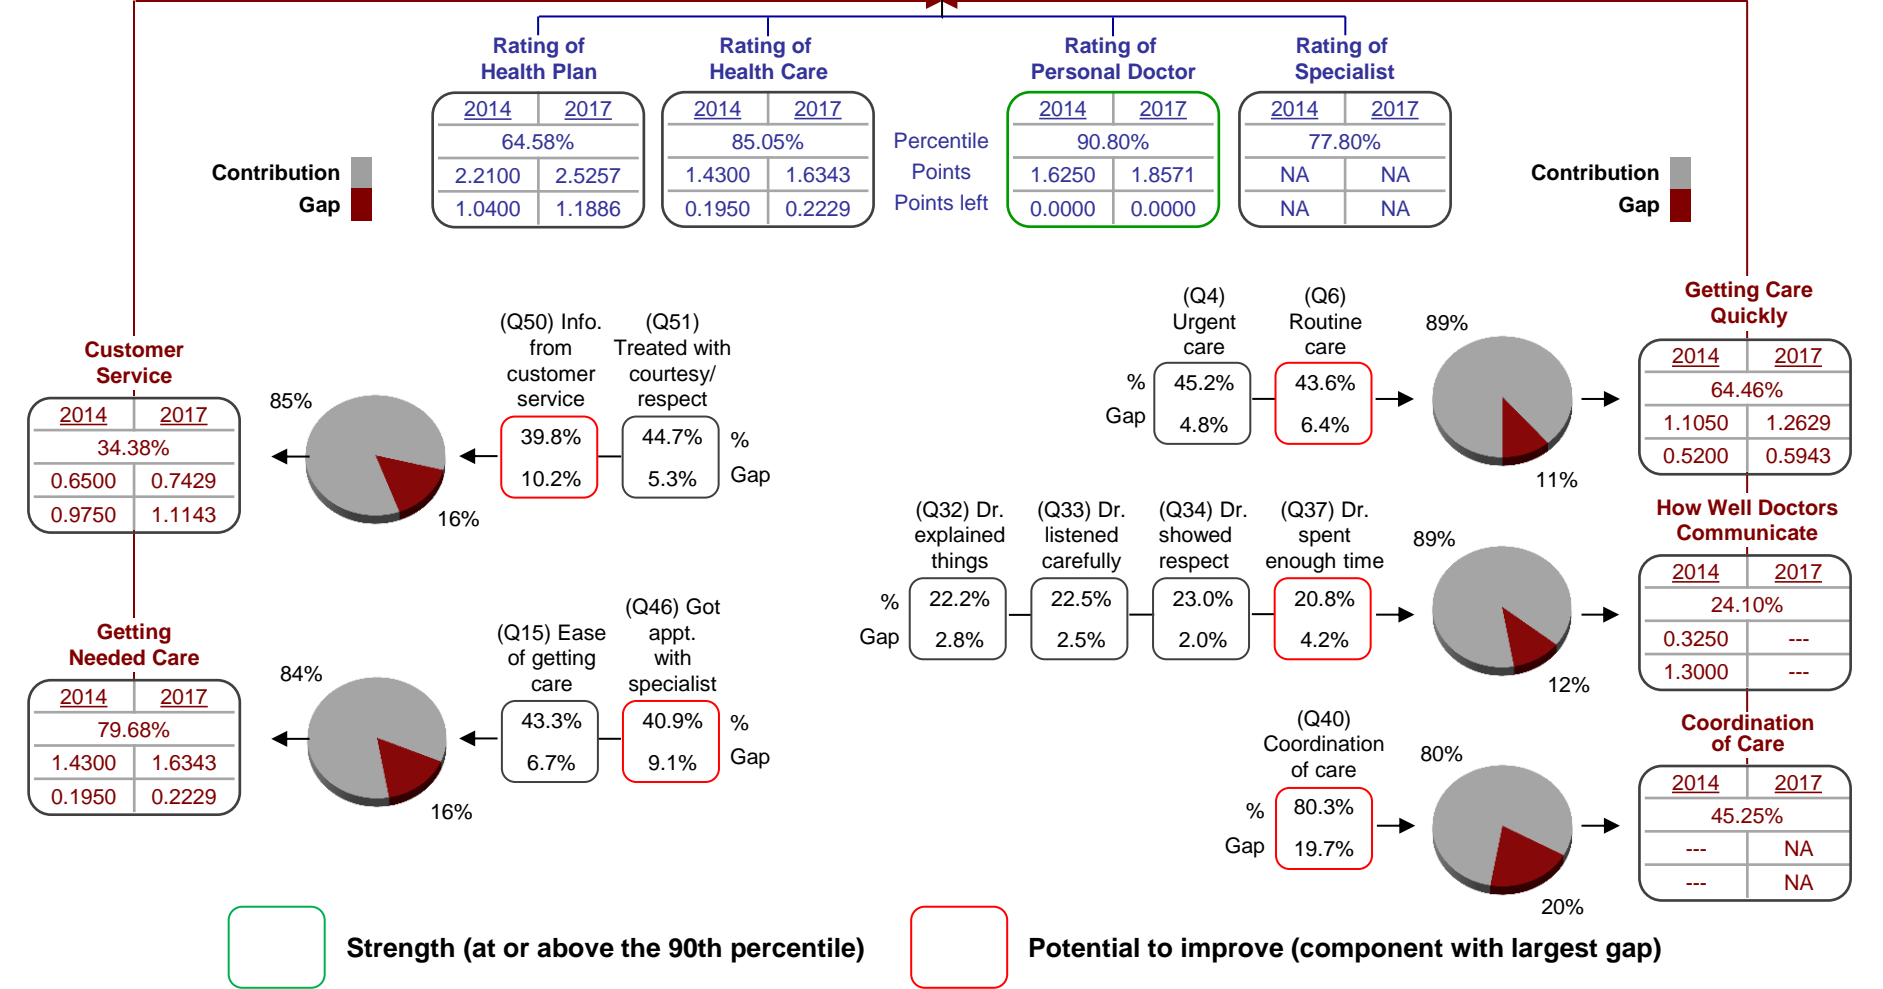 Rating of
Health Plan
2014 2017
64.58%
2.2100 2.5257
1.0400 1.1886
Rating of
Health Care
2014 2017
85.05%
1.4300 1.6343
0.1950 0.2229
Percentile
Points
Points left
Rating of
Personal Doctor
2014 2017
90.80%
1.6250 1.8571
0.0000 0.0000
Rating of
Specialist
2014 2017
77.80%
NA NA
NA NA
Contribution
Gap
Contribution
Gap
Customer
Service
2014 2017
34.38%
0.6500 0.7429
0.9750 1.1143
85%
16%
(Q50) Info.
from
customer
service
39.8%
10.2%
(Q51)
Treated with
courtesy/
respect
44.7%
5.3%
%
Gap
Getting
Needed Care
2014 2017
79.68%
1.4300 1.6343
0.1950 0.2229
84%
16%
(Q15) Ease
of getting
care
43.3%
6.7%
(Q46) Got
appt.
with
specialist
40.9%
9.1%
%
Gap
%
Gap
(Q4)
Urgent
care
45.2%
4.8%
(Q6)
Routine
care
43.6%
6.4%
89%
11%
Getting Care
Quickly
2014 2017
64.46%
1.1050 1.2629
0.5200 0.5943
%
Gap
(Q32) Dr.
explained
things
22.2%
2.8%
(Q33) Dr.
listened
carefully
22.5%
2.5%
(Q34) Dr.
showed
respect
23.0%
2.0%
(Q37) Dr.
spent
enough time
20.8%
4.2%
89%
12%
How Well Doctors
Communicate
2014 2017
24.10%
0.3250 ---
1.3000 ---
%
Gap
(Q40)
Coordination
of care
80.3%
19.7%
80%
20%
Coordination
of Care
2014 2017
45.25%
--- NA
--- NA
Strength (at or above the 90th percentile)
Potential to improve (component with largest gap)